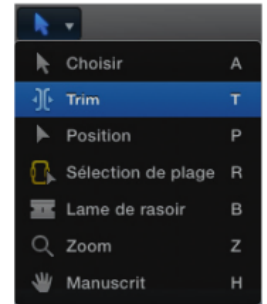 Choisir A
Trim T
Position P
Sélection de plage R
Lame de rasoir B
Zoom Z
Manuscrit H